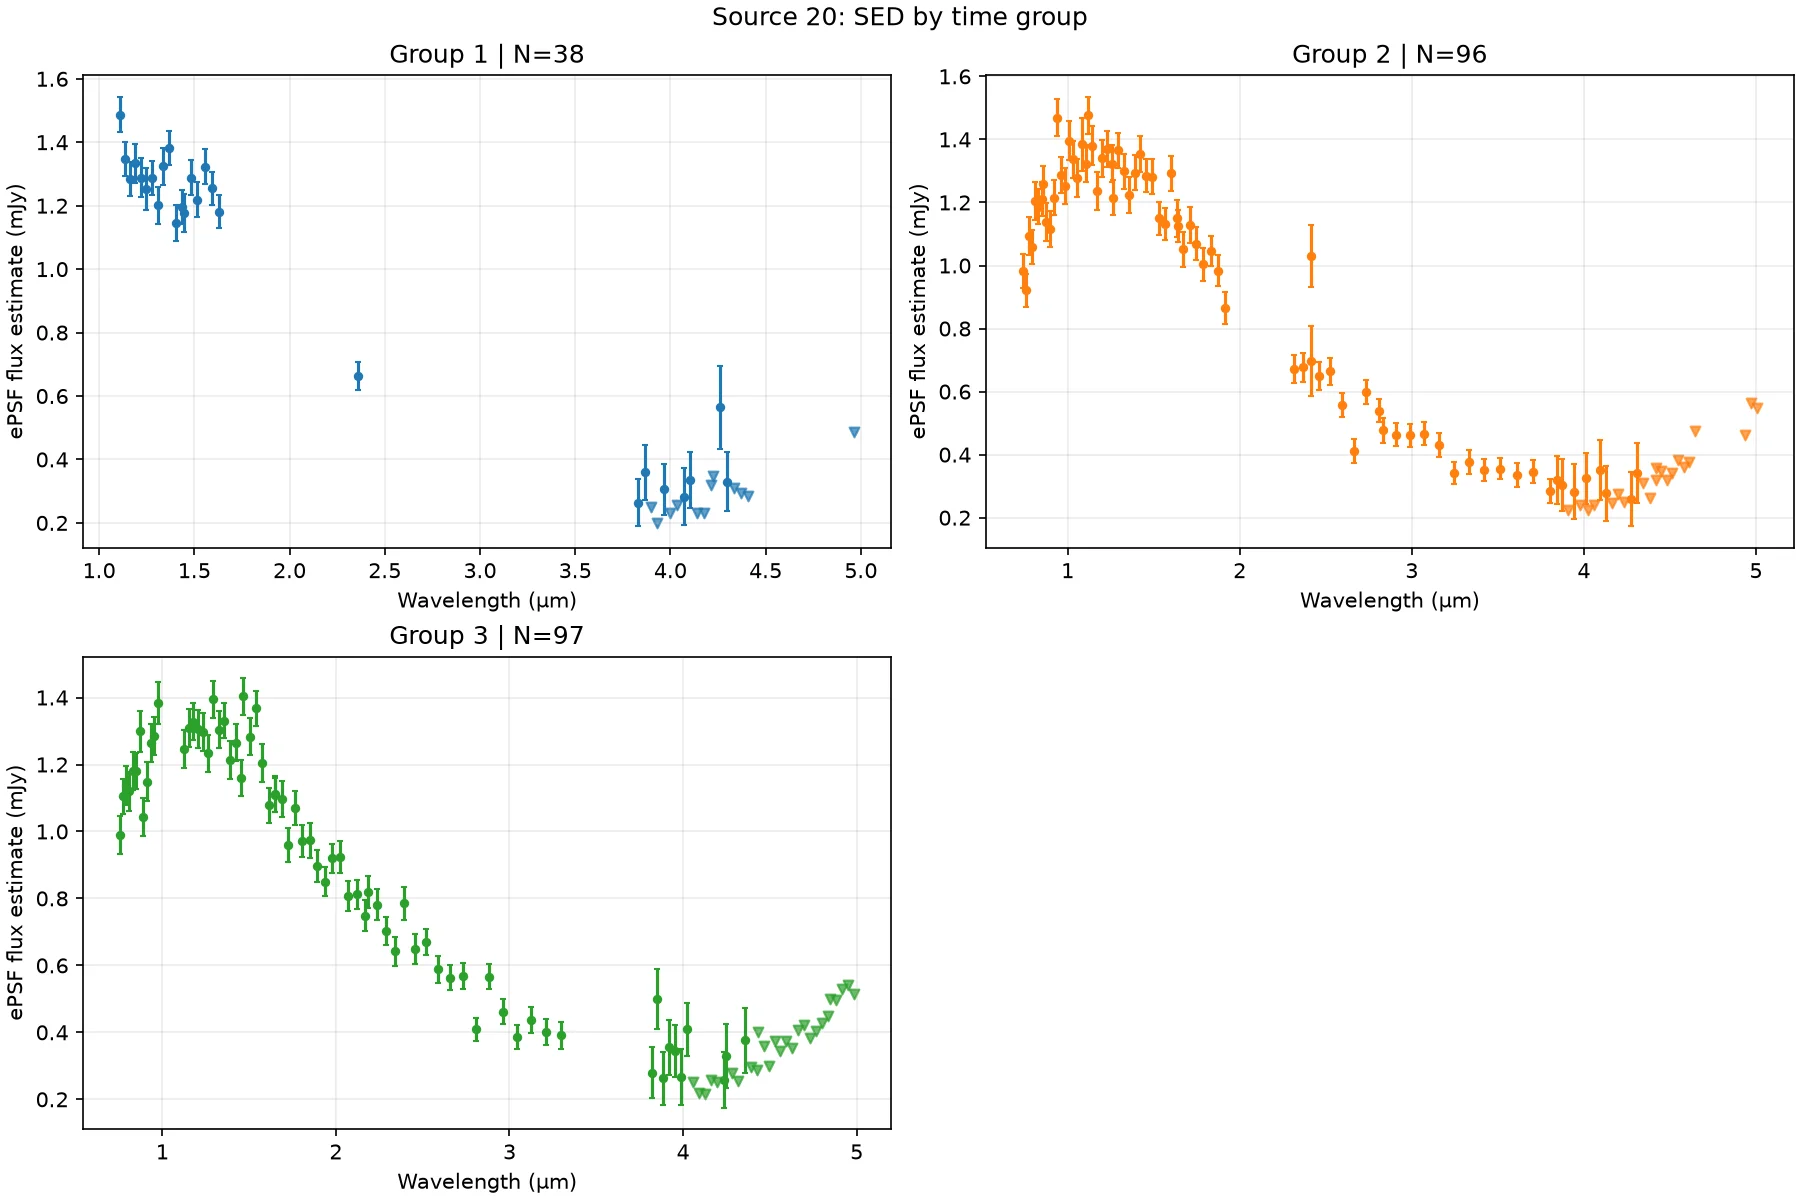 Source 20: SED by time group
Group 1 | N=38
ePSF flux estimate (mJy)
1.6
1.4
1.2
1.0
0.8
0.6
0.4
0.2
1.0 1.5 2.0 2.5 3.0 3.5 4.0 4.5 5.0
Wavelength (μm)
Group 2 | N=96
ePSF flux estimate (mJy)
1.6
1.4
1.2
1.0
0.8
0.6
0.4
0.2
1 2 3 4 5
Wavelength (μm)
Group 3 | N=97
ePSF flux estimate (mJy)
1.4
1.2
1.0
0.8
0.6
0.4
0.2
1 2 3 4 5
Wavelength (μm)